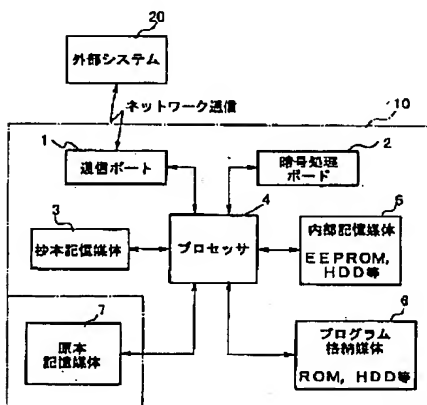 20
外部システム
ネットワーク通信
10
1
通信ポート
2
暗号処理
ボード
3
抄本記憶媒体
4
プロセッサ
5
内部記憶媒体
EEPROM,
HDD等
7
原本
記憶媒体
6
プログラム
格納媒体
ROM, HDD等